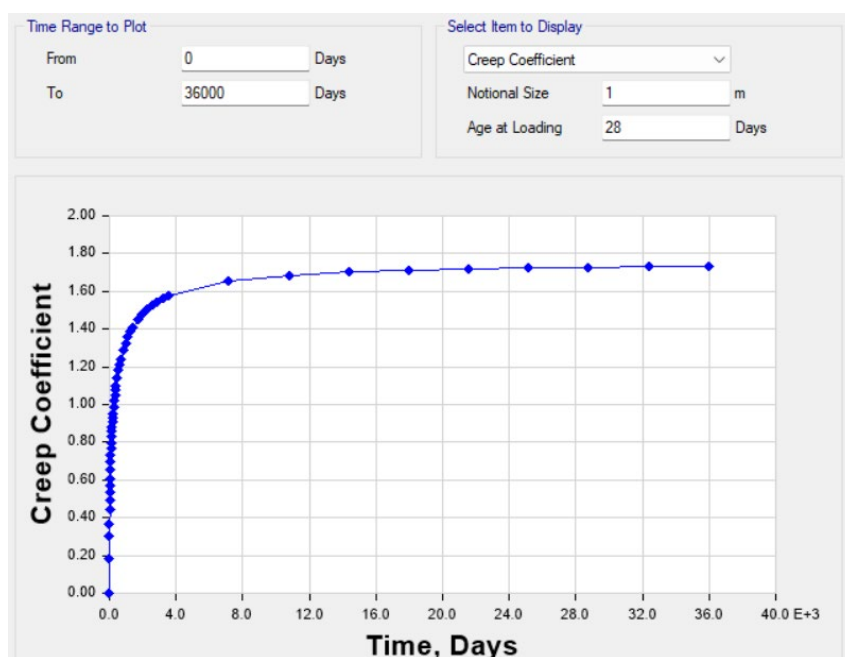 Time Range to Plot
From 0 Days
To 36000 Days
Select Item to Display
Creep Coefficient
Notional Size 1 m
Age at Loading 28 Days
Creep Coefficient
2.00
1.80
1.60
1.40
1.20
1.00
0.80
0.60
0.40
0.20
0.00
0.0 4.0 8.0 12.0 16.0 20.0 24.0 28.0 32.0 36.0 40.0 E+3
Time, Days